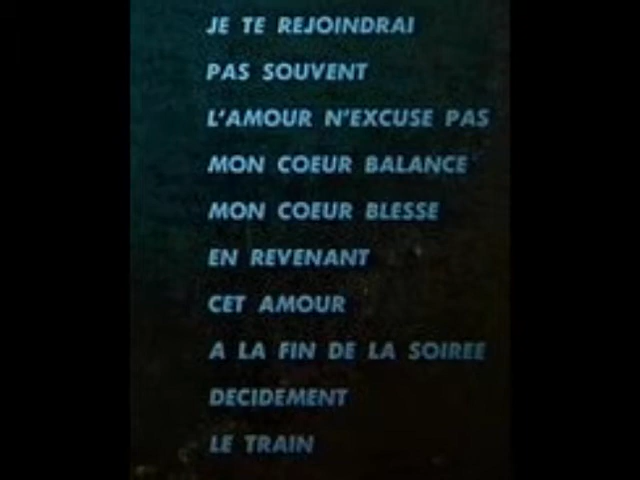 JE TE REJOINDRAI
PAS SOUVENT
L'AMOUR N'EXCUSE PAS
MON COEUR BALANCE
MON COEUR BLESSE
EN REVENANT
CET AMOUR
A LA FIN DE LA SOIREE
DECIDEMENT
LE TRAIN